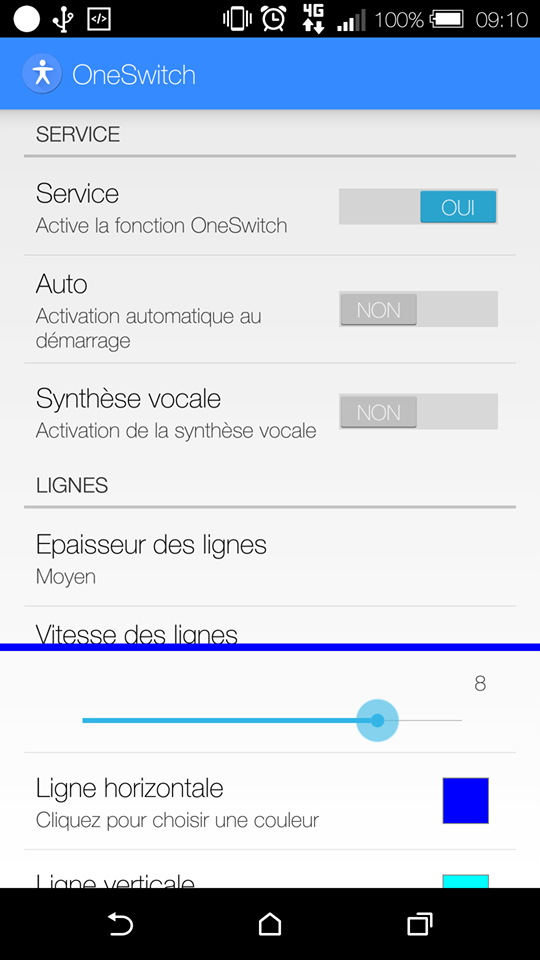 4G 100% 09:10
OneSwitch
SERVICE
Service
Active la fonction OneSwitch
OUI
Auto
Activation automatique au
démarrage
NON
Synthèse vocale
Activation de la synthèse vocale
NON
LIGNES
Epaisseur des lignes
Moyen
Vitesse des lignes
8
Ligne horizontale
Cliquez pour choisir une couleur
Ligne verticale